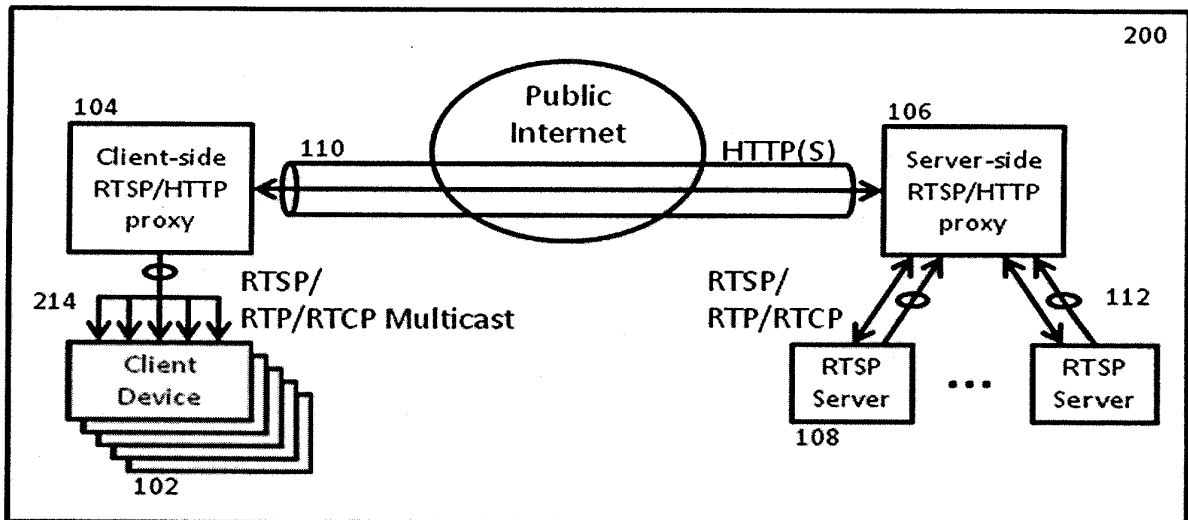 200
Public
Internet
104
Client-side
RTSP/HTTP
proxy
110
HTTP(S)
106
Server-side
RTSP/HTTP
proxy
214
RTSP/
RTP/RTCP Multicast
RTSP/
RTP/RTCP
112
Client
Device
RTSP
Server
...
RTSP
Server
108
102